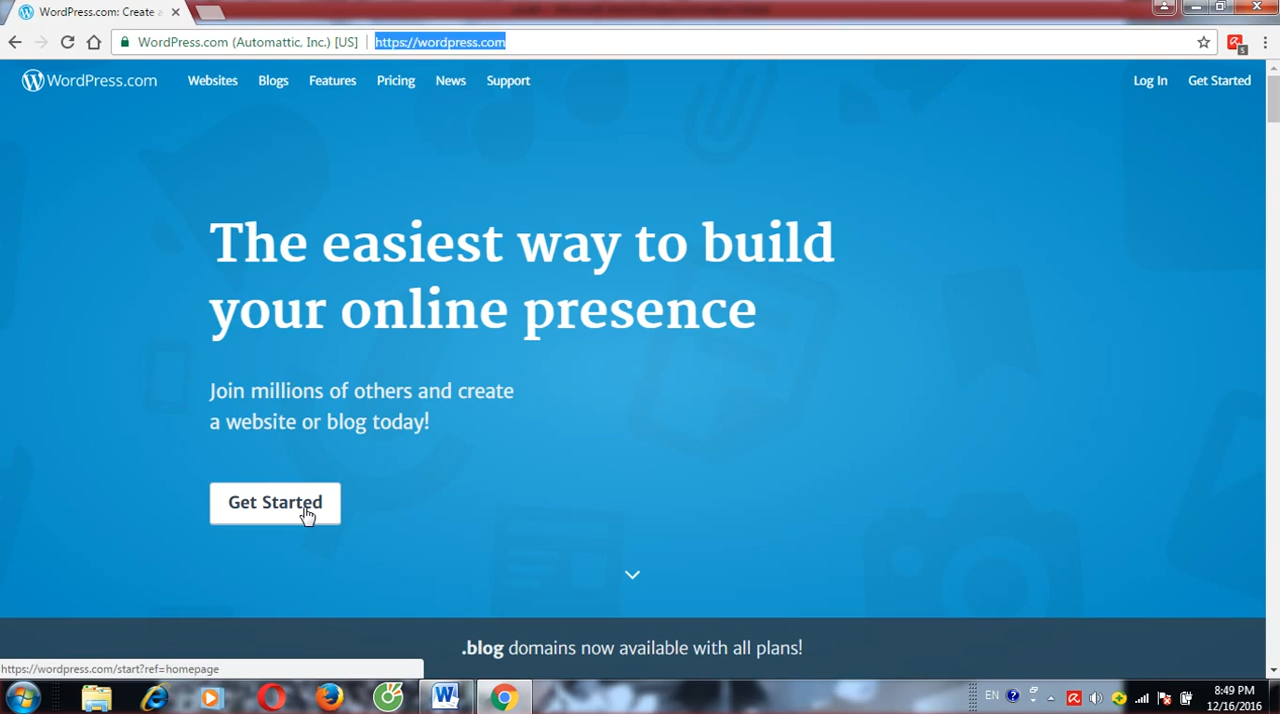 WordPress.com: Create a
WordPress.com (Automattic, Inc.) [US] https://wordpress.com
5
WordPress.com Websites Blogs Features Pricing News Support Log In Get Started
The easiest way to build
your online presence
Join millions of others and create
a website or blog today!
Get Started
.blog domains now available with all plans!
https://wordpress.com/start?ref=homepage
EN 8:49 PM
12/16/2016